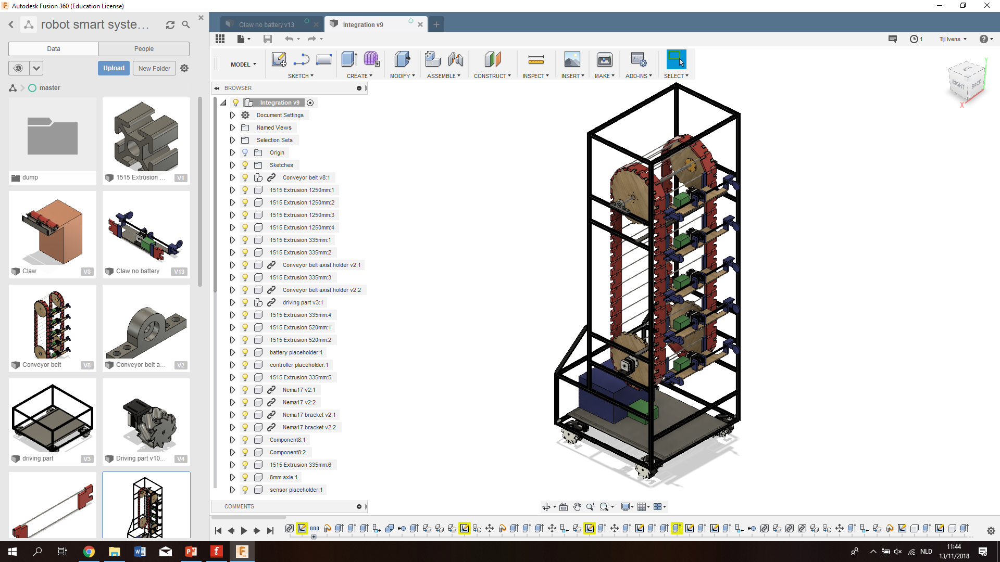 Autodesk Fusion 360 (Education License)
robot smart syste...
Data
People
Upload
New Folder
master
dump
1515 Extrusion ...
V1
Claw
V8
Claw no battery
V13
Conveyor belt
V8
Conveyor belt a...
V2
driving part
V3
Driving part v10...
V4
Claw no battery v13
Integration v9
1
Tijl Ivens
MODEL
SKETCH
CREATE
MODIFY
ASSEMBLE
CONSTRUCT
INSPECT
INSERT
MAKE
ADD-INS
SELECT
BROWSER
Integration v9
Document Settings
Named Views
Selection Sets
Origin
Sketches
Conveyor belt v8:1
1515 Extrusion 1250mm:1
1515 Extrusion 1250mm:2
1515 Extrusion 1250mm:3
1515 Extrusion 1250mm:4
1515 Extrusion 335mm:1
1515 Extrusion 335mm:2
Conveyor belt axist holder v2:1
1515 Extrusion 335mm:3
Conveyor belt axist holder v2:2
driving part v3:1
1515 Extrusion 335mm:4
1515 Extrusion 520mm:1
1515 Extrusion 520mm:2
battery placeholder:1
controller placeholder:1
1515 Extrusion 335mm:5
Nema17 v2:1
Nema17 v2:2
Nema17 bracket v2:1
Nema17 bracket v2:2
Component8:1
Component8:2
1515 Extrusion 335mm:6
8mm axle:1
sensor placeholder:1
COMMENTS
TOP
RIGHT
BACK
Y
X
NLD
11:44
13/11/2018